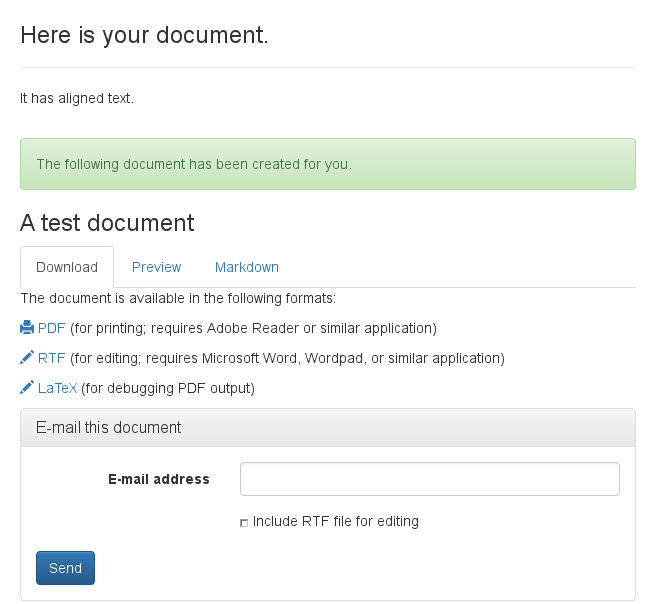 Here is your document.
It has aligned text.
The following document has been created for you.
A test document
Download Preview Markdown
The document is available in the following formats:
PDF (for printing; requires Adobe Reader or similar application)
RTF (for editing; requires Microsoft Word, Wordpad, or similar application)
LaTeX (for debugging PDF output)
E-mail this document
E-mail address
Include RTF file for editing
Send